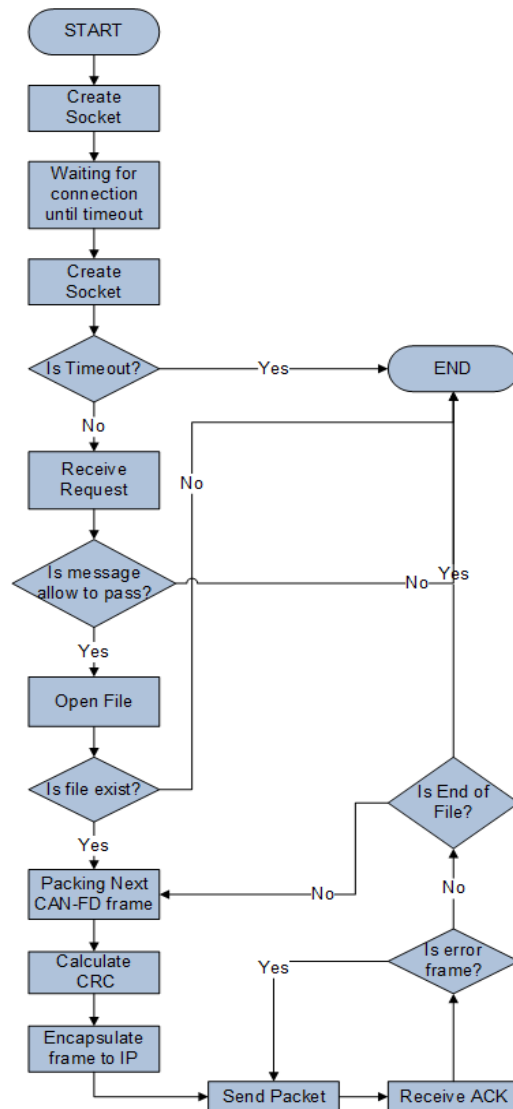 START
Create
Socket
Waiting for
connection
until timeout
Create
Socket
Is Timeout?
Yes
END
No
Receive
Request
No
Is message
allow to pass?
No
Yes
Yes
Open File
Is file exist?
Is End of
File?
Yes
Packing Next
CAN-FD frame
No
No
Calculate
CRC
Is error
frame?
Yes
Encapsulate
frame to IP
Send Packet
Receive ACK